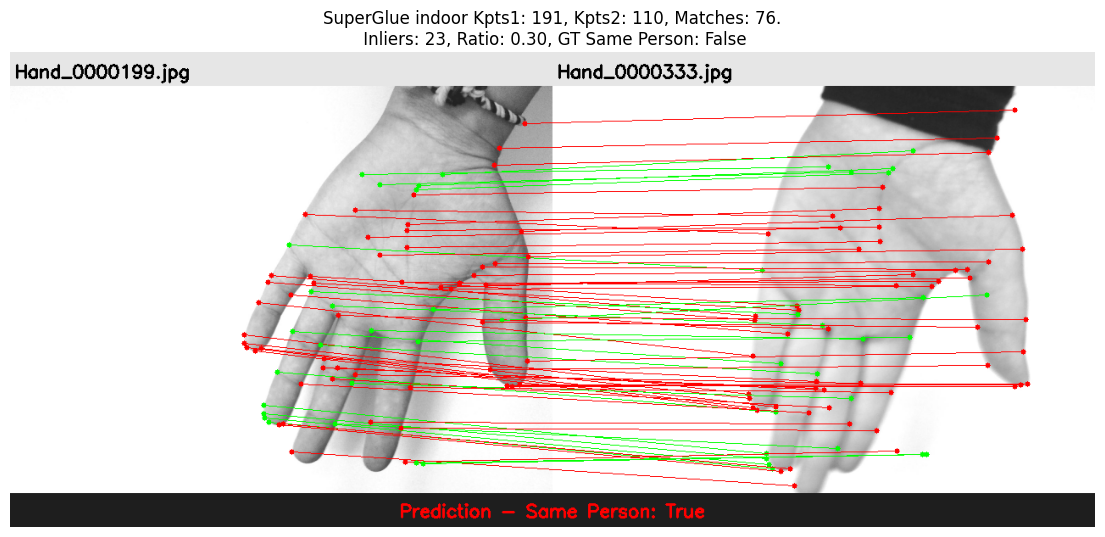 SuperGlue indoor Kpts1: 191, Kpts2: 110, Matches: 76.
Inliers: 23, Ratio: 0.30, GT Same Person: False
Hand_0000199.jpg
Hand_0000333.jpg
Prediction - Same Person: True